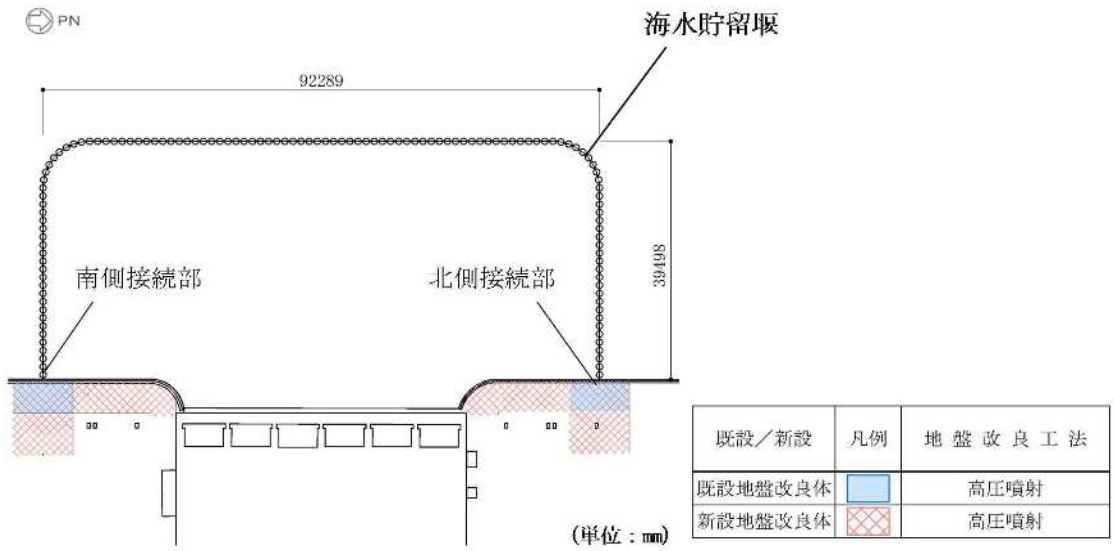 PN
海水貯留堰
92289
39498
南側接続部
北側接続部
既設／新設 凡例 地盤改良工法
既設地盤改良体 高圧噴射
新設地盤改良体 高圧噴射
(単位：㎜)